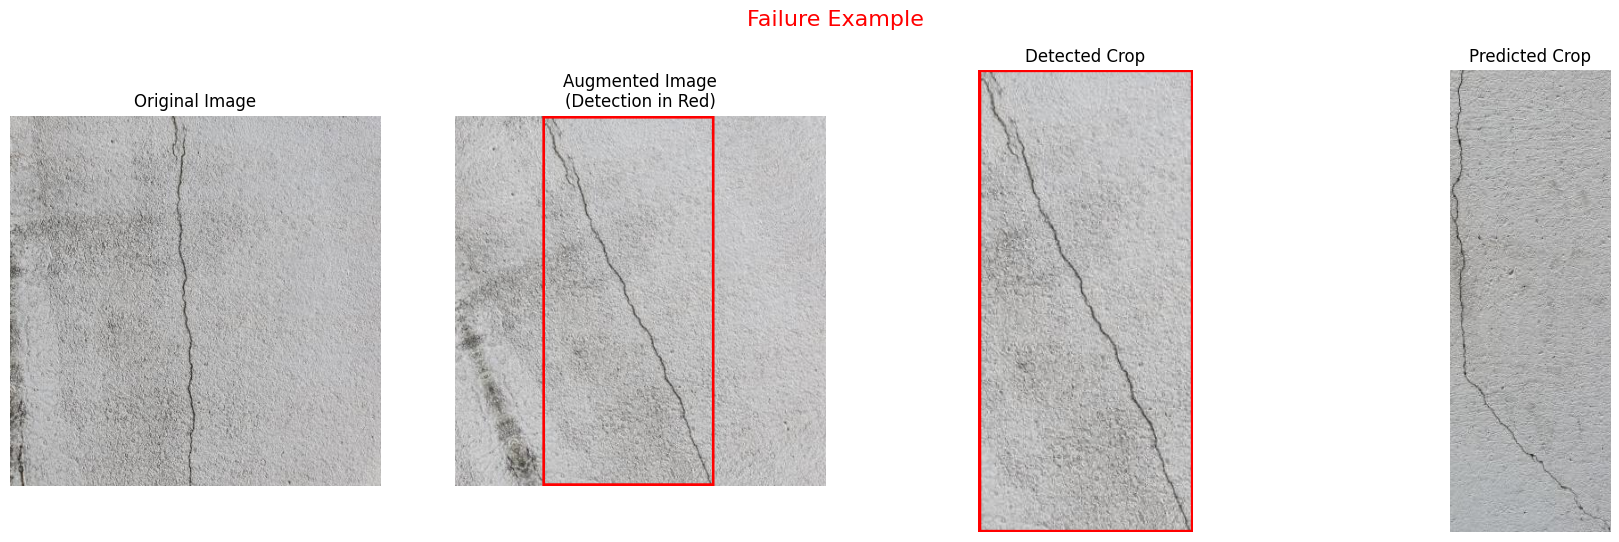 Failure Example
Original Image
Augmented Image
(Detection in Red)
Detected Crop
Predicted Crop